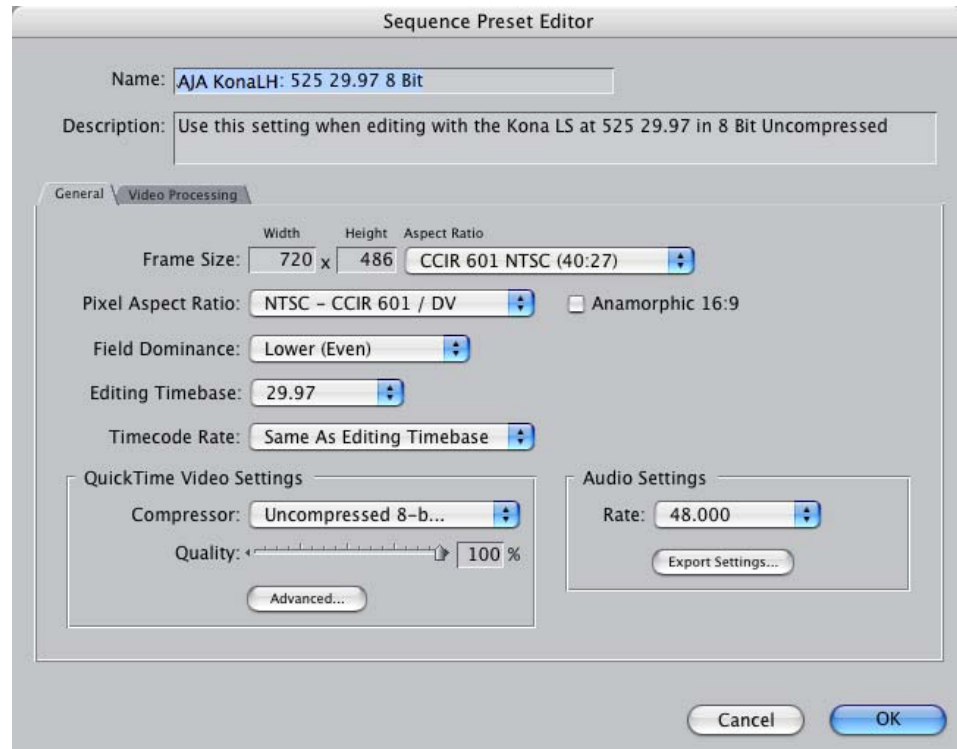 Sequence Preset Editor
Name: AJA KonaLH: 525 29.97 8 Bit
Description: Use this setting when editing with the Kona LS at 525 29.97 in 8 Bit Uncompressed
General Video Processing
Width Height Aspect Ratio
Frame Size: 720 x 486 CCIR 601 NTSC (40:27)
Pixel Aspect Ratio: NTSC – CCIR 601 / DV Anamorphic 16:9
Field Dominance: Lower (Even)
Editing Timebase: 29.97
Timecode Rate: Same As Editing Timebase
QuickTime Video Settings Audio Settings
Compressor: Uncompressed 8-b... Rate: 48.000
Quality: 100 % Export Settings...
Advanced...
Cancel OK